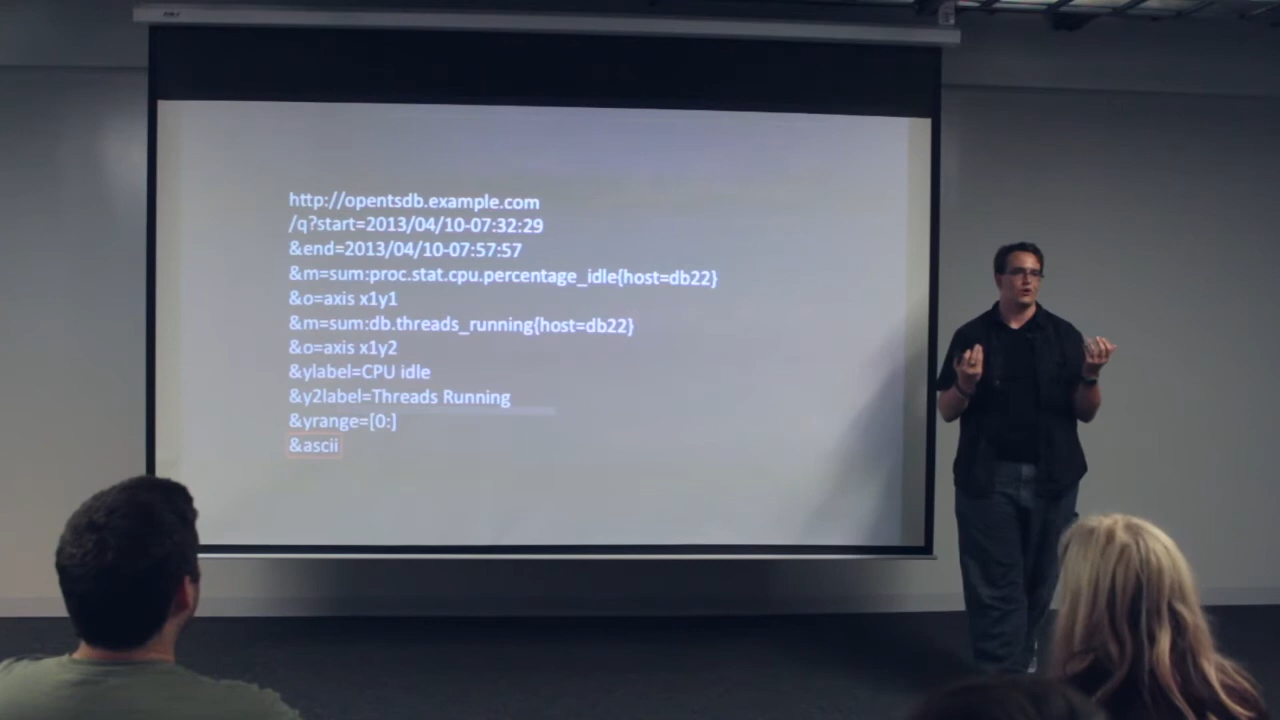 http://opentsdb.example.com
/q?start=2013/04/10-07:32:29
&end=2013/04/10-07:57:57
&m=sum:proc.stat.cpu.percentage_idle{host=db22}
&o=axis x1y1
&m=sum:db.threads_running{host=db22}
&o=axis x1y2
&ylabel=CPU idle
&y2label=Threads Running
&yrange=[0:]
&ascii